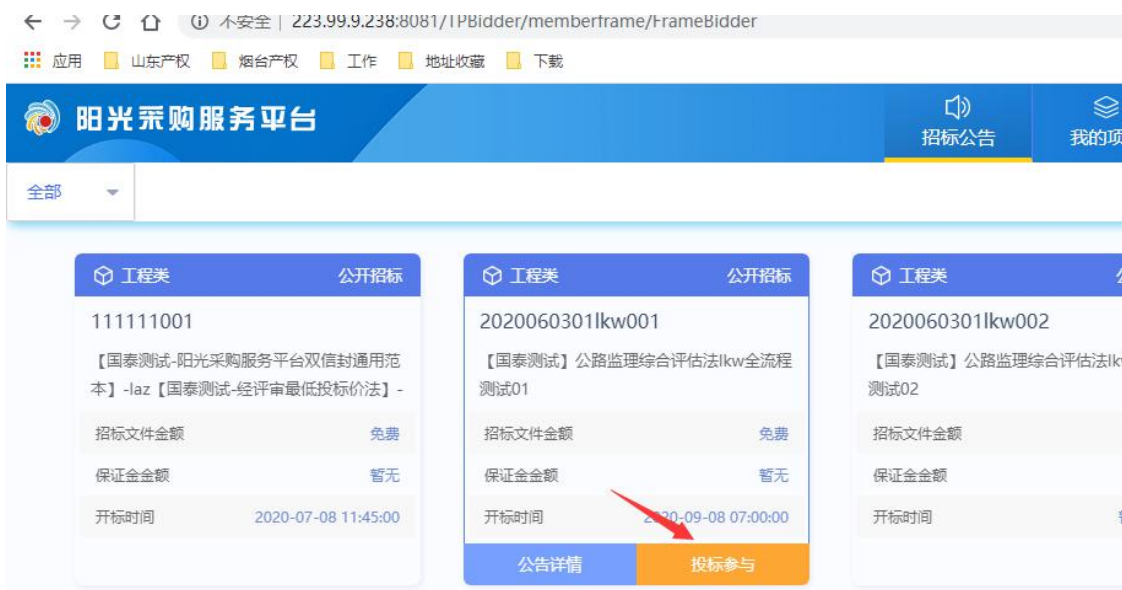 不安全 | 223.99.9.238:8081/TPBidder/memberframe/FrameBidder
应用 山东产权 烟台产权 工作 地址收藏 下载
阳光采购服务平台
招标公告
我的项
全部
工程类 公开招标
111111001
【国泰测试-阳光采购服务平台双信封通用范
本】-laz【国泰测试-经评审最低投标价法】-
招标文件金额 免费
保证金金额 暂无
开标时间 2020-07-08 11:45:00
工程类 公开招标
2020060301lkw001
【国泰测试】公路监理综合评估法lkw全流程
测试01
招标文件金额 免费
保证金金额 暂无
开标时间 2020-09-08 07:00:00
公告详情 投标参与
工程类
2020060301lkw002
【国泰测试】公路监理综合评估法lk
测试02
招标文件金额
保证金金额
开标时间